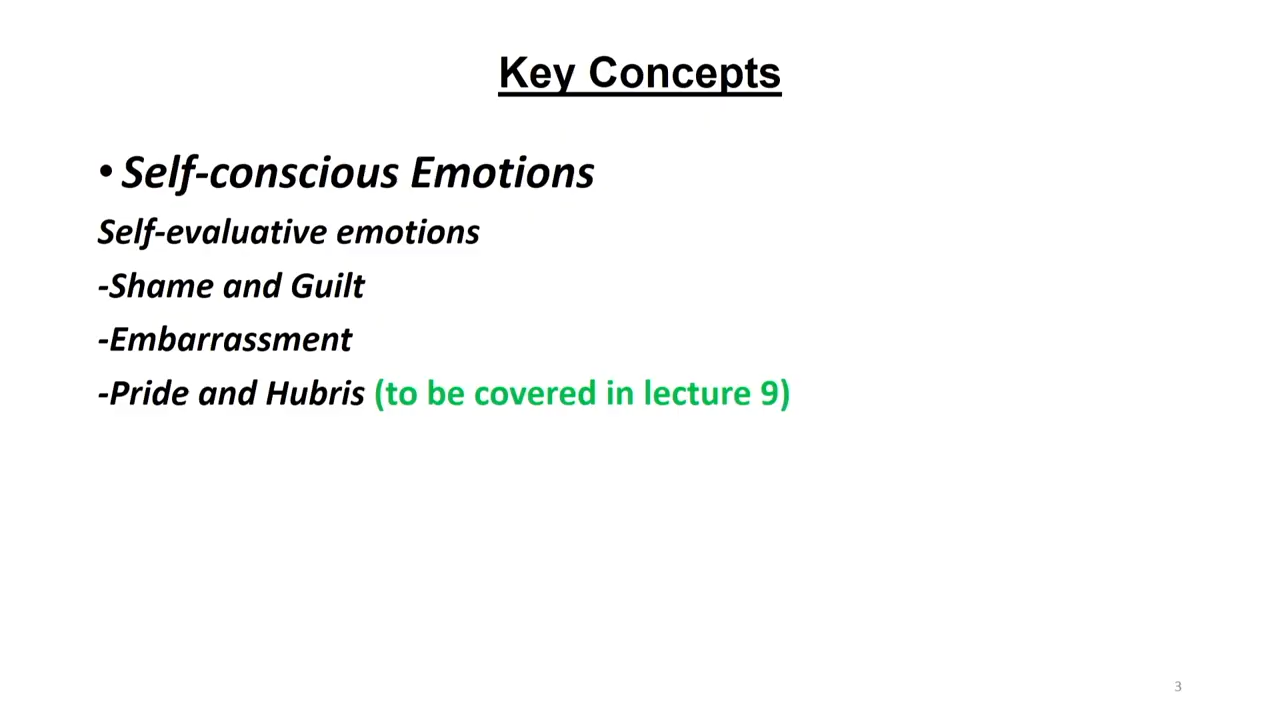 Key Concepts
• Self-conscious Emotions
Self-evaluative emotions
-Shame and Guilt
-Embarrassment
-Pride and Hubris (to be covered in lecture 9)
3